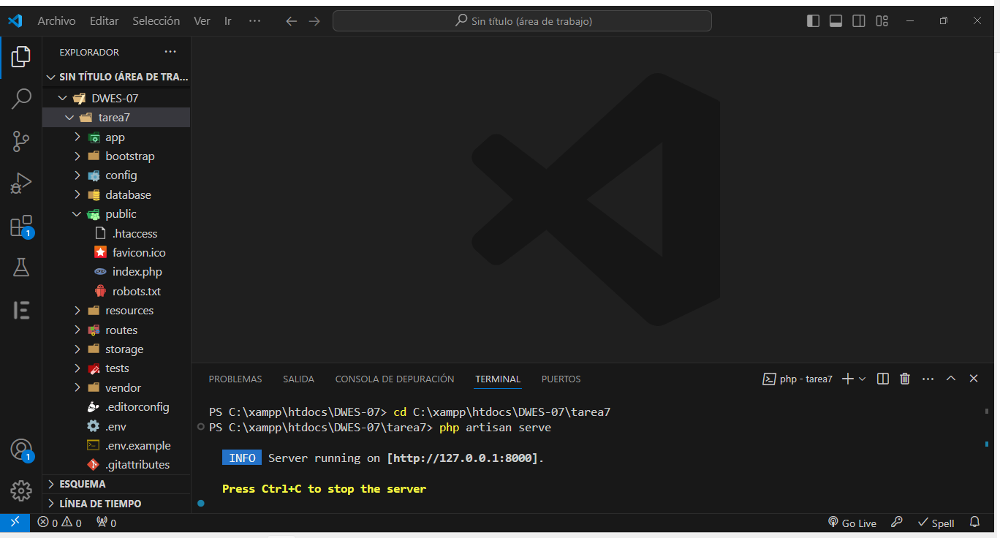 Archivo Editar Selección Ver Ir ··· Sin título (área de trabajo)
EXPLORADOR ···
SIN TÍTULO (ÁREA DE TRA...
DWES-07
tarea7
app
bootstrap
config
database
public
.htaccess
favicon.ico
index.php
robots.txt
resources
routes
storage
tests
vendor
.editorconfig
.env
.env.example
.gitattributes
ESQUEMA
LÍNEA DE TIEMPO
1
1
PROBLEMAS SALIDA CONSOLA DE DEPURACIÓN TERMINAL PUERTOS php - tarea7 ···
PS C:\xampp\htdocs\DWES-07> cd C:\xampp\htdocs\DWES-07\tarea7
PS C:\xampp\htdocs\DWES-07\tarea7> php artisan serve
INFO Server running on [http://127.0.0.1:8000].
Press Ctrl+C to stop the server
0 0 0 Go Live Spell